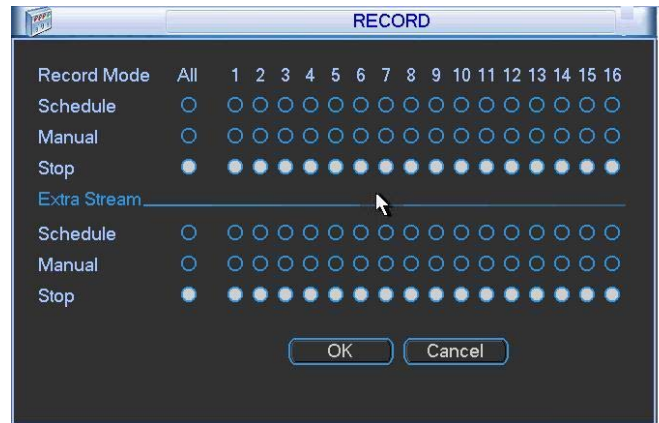 RECORD
Record Mode All 1 2 3 4 5 6 7 8 9 10 11 12 13 14 15 16
Schedule
Manual
Stop
Extra Stream
Schedule
Manual
Stop
OK Cancel